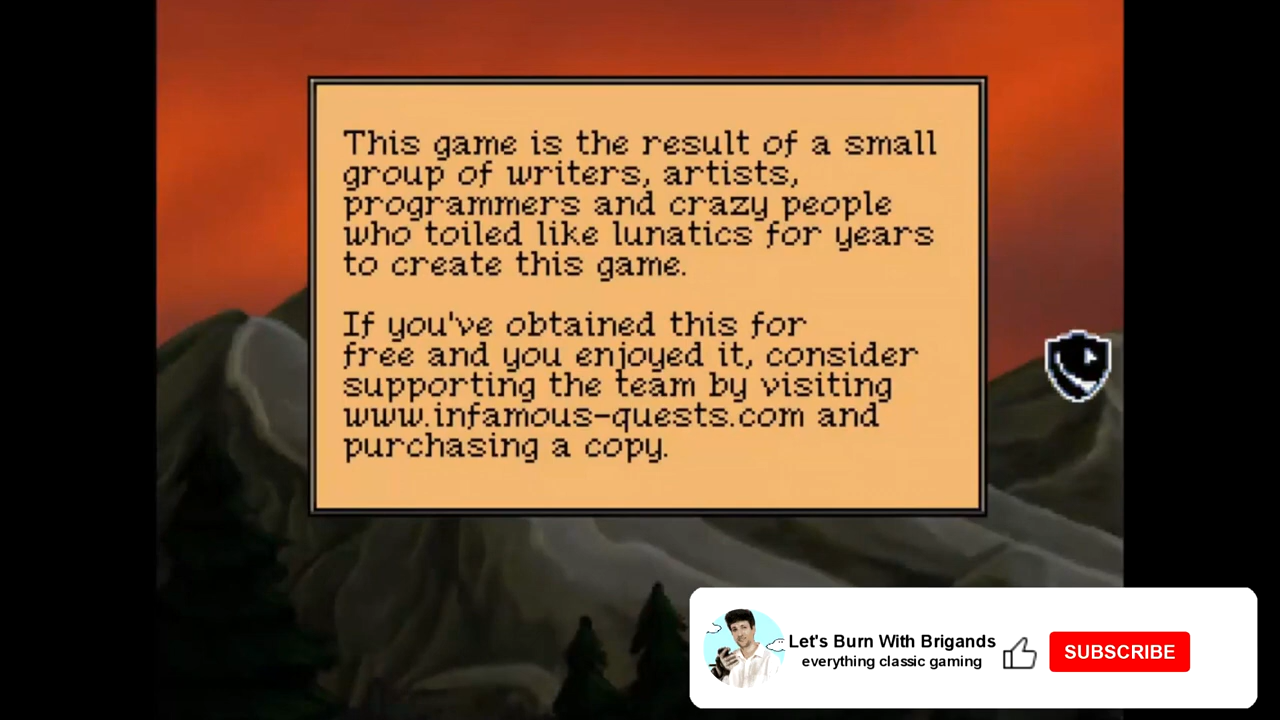 This game is the result of a small
group of writers, artists,
programmers and crazy people
who toiled like lunatics for years
to create this game.
If you've obtained this for
free and you enjoyed it, consider
supporting the team by visiting
www.infamous-quests.com and
purchasing a copy.
Let's Burn With Brigands
everything classic gaming
SUBSCRIBE